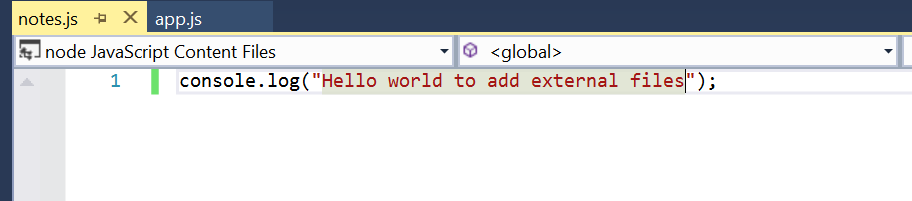 notes.js app.js
node JavaScript Content Files <global>
1 console.log("Hello world to add external files");